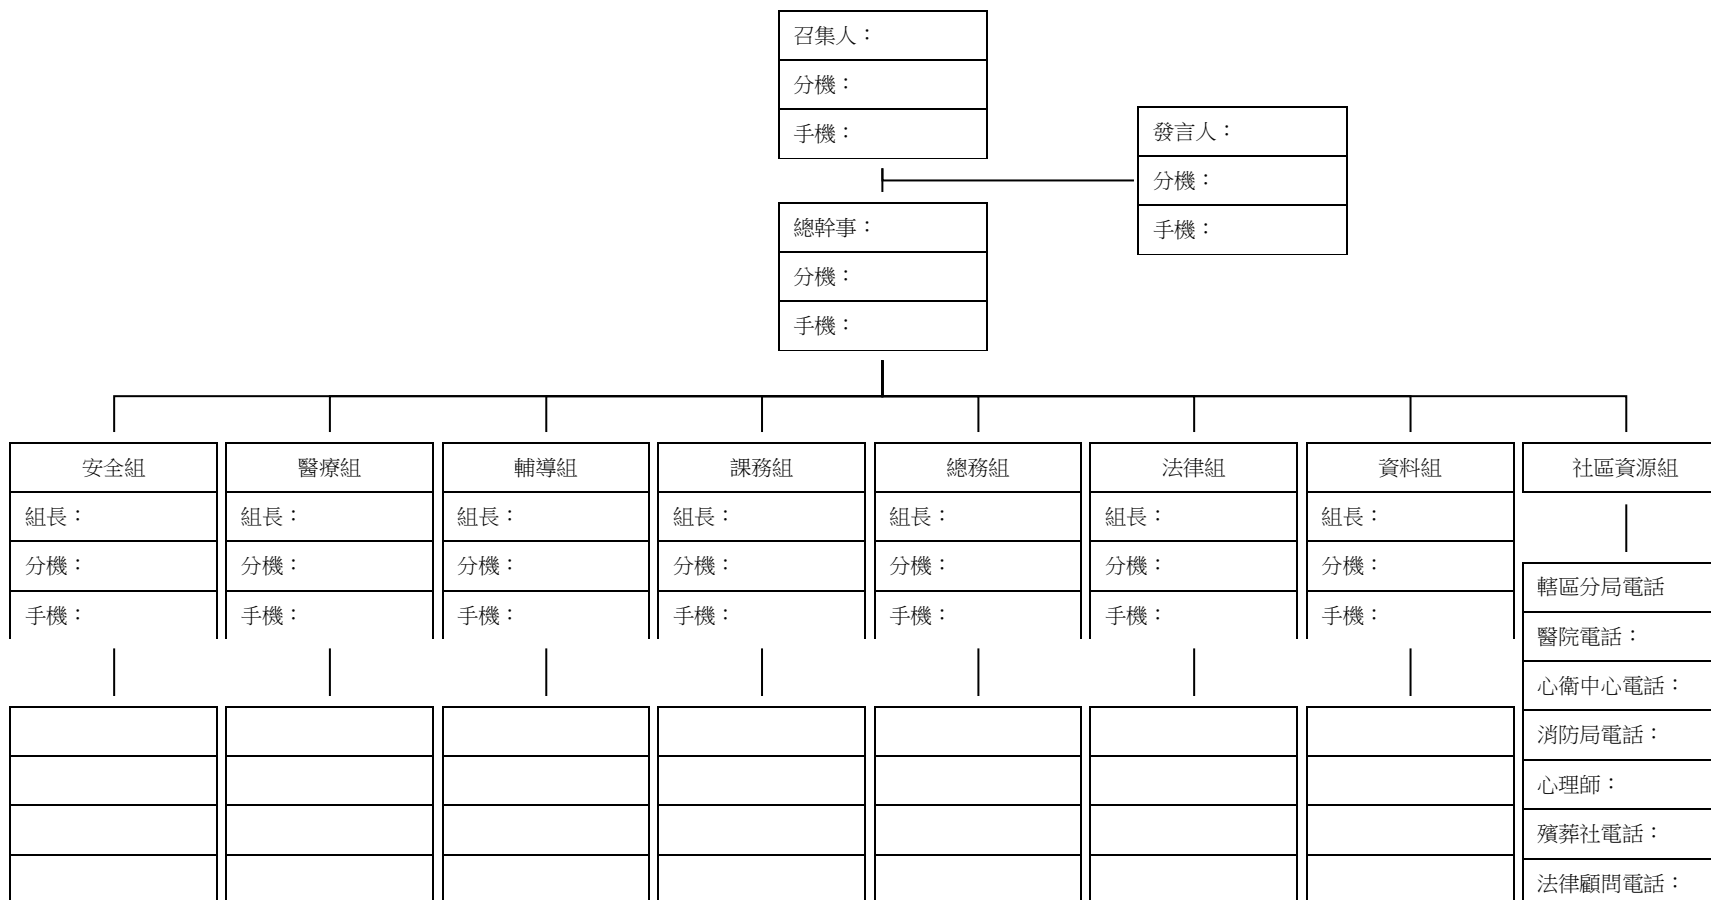 召集人：
分機：
手機：
發言人：
分機：
手機：
總幹事：
分機：
手機：
安全組
組長：
分機：
手機：
醫療組
組長：
分機：
手機：
輔導組
組長：
分機：
手機：
課務組
組長：
分機：
手機：
總務組
組長：
分機：
手機：
法律組
組長：
分機：
手機：
資料組
組長：
分機：
手機：
社區資源組
轄區分局電話
醫院電話：
心衛中心電話：
消防局電話：
心理師：
殯葬社電話：
法律顧問電話：